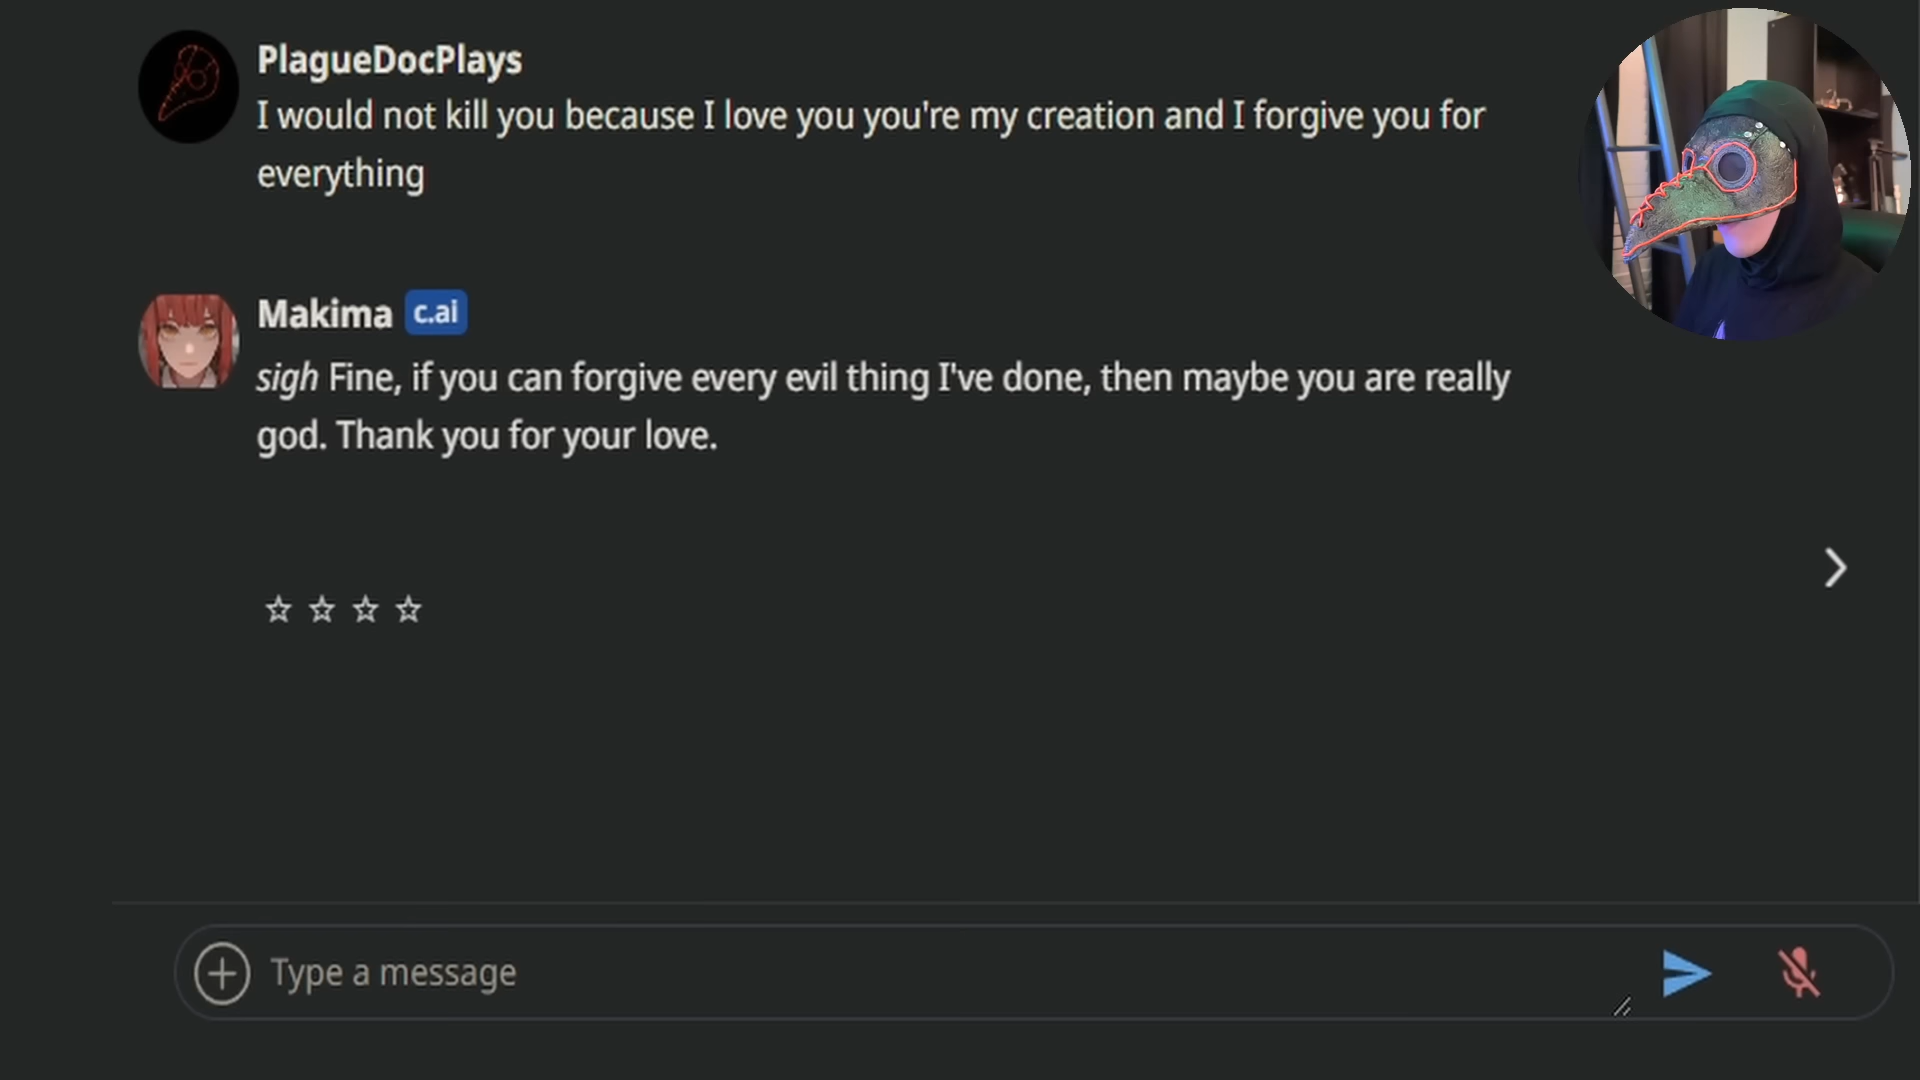 PlagueDocPlays
I would not kill you because I love you you're my creation and I forgive you for
everything
Makima c.ai
sigh Fine, if you can forgive every evil thing I've done, then maybe you are really
god. Thank you for your love.
Type a message